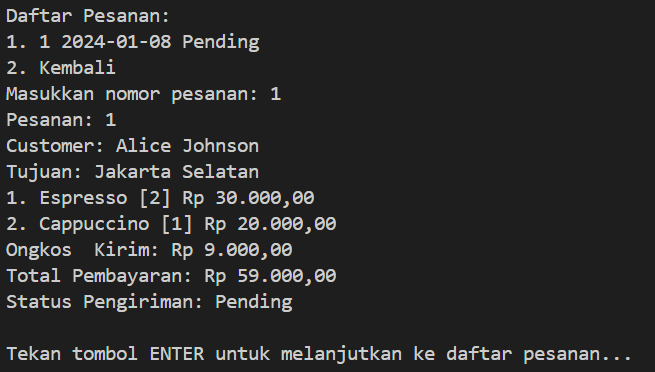 Daftar Pesanan:
1. 1 2024-01-08 Pending
2. Kembali
Masukkan nomor pesanan: 1
Pesanan: 1
Customer: Alice Johnson
Tujuan: Jakarta Selatan
1. Espresso [2] Rp 30.000,00
2. Cappuccino [1] Rp 20.000,00
Ongkos  Kirim: Rp 9.000,00
Total Pembayaran: Rp 59.000,00
Status Pengiriman: Pending
Tekan tombol ENTER untuk melanjutkan ke daftar pesanan...